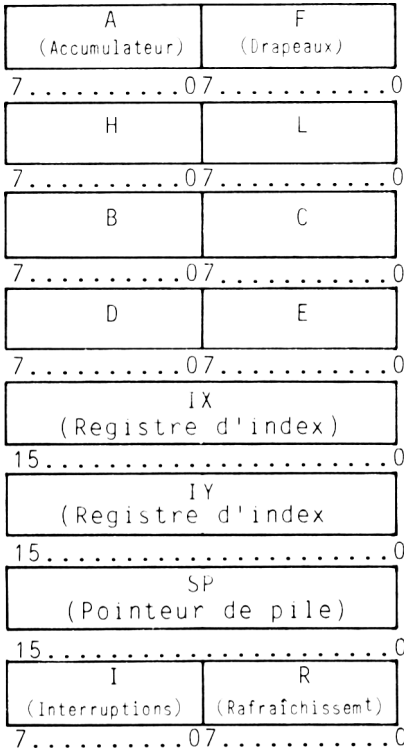 A F
(Accumulateur) (Drapeaux)
7..........07...........0
H L
7..........07...........0
B C
7..........07...........0
D E
7..........07...........0
IX
(Registre d'index)
15......................0
IY
(Registre d'index
15......................0
SP
(Pointeur de pile)
15......................0
I R
(Interruptions) (Rafraîchissemt)
7..........07...........0